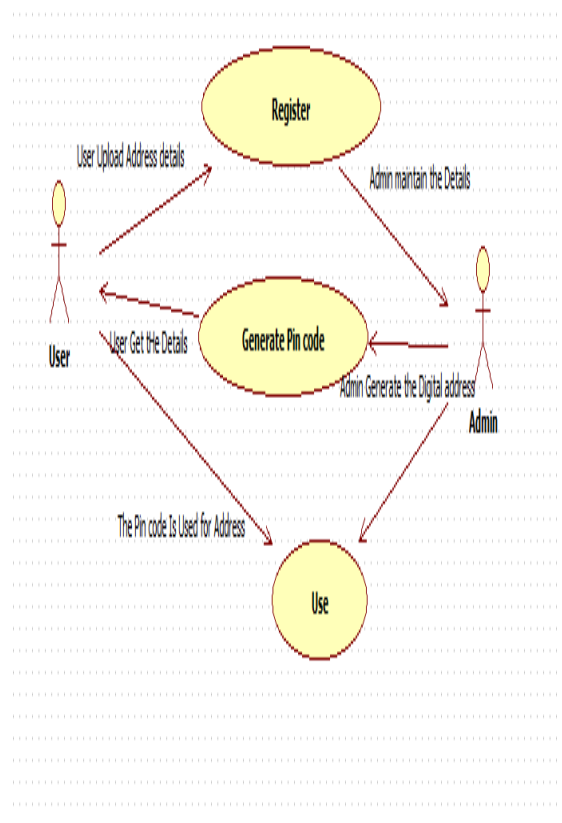 Register
User Upload Address details
Admin maintain the Details
User
User Get the Details
Generate Pin code
Admin Generate the Digital address
Admin
The Pin code Is Used for Address
Use